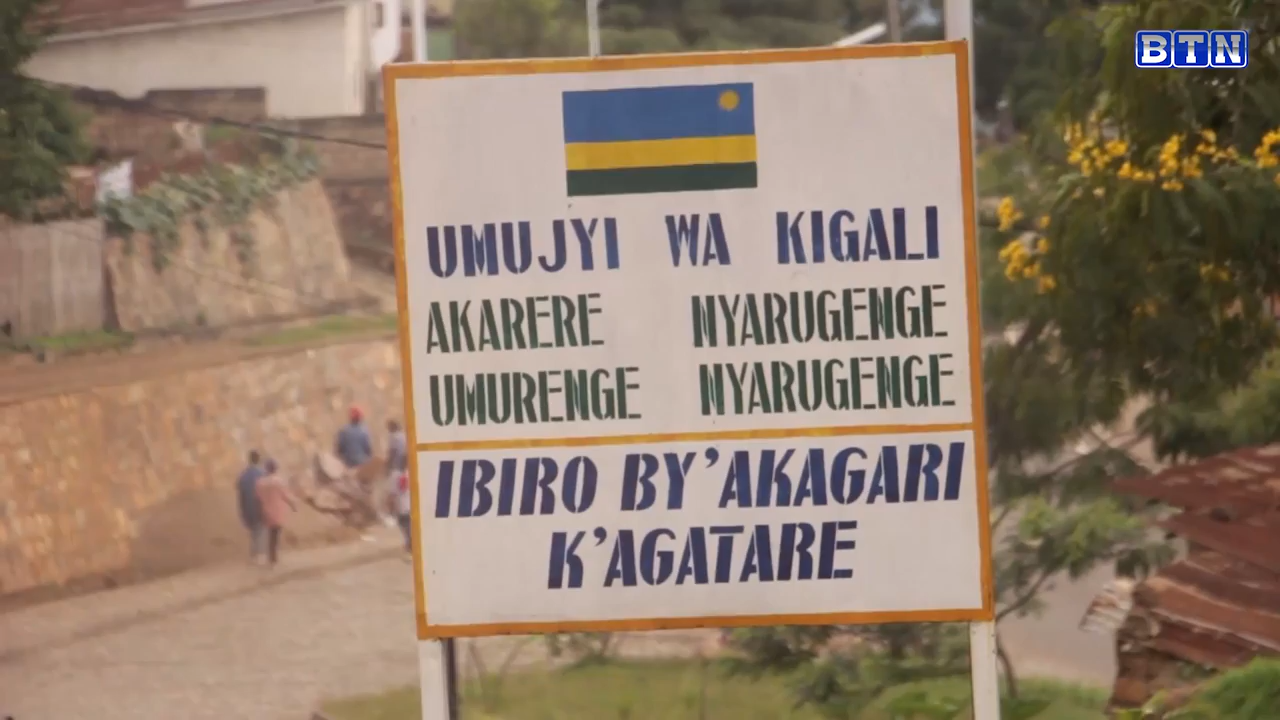 BTN
UMUJYI WA KIGALI
AKARERE NYARUGENGE
UMURENGE NYARUGENGE
IBIRO BY'AKAGARI
K'AGATARE